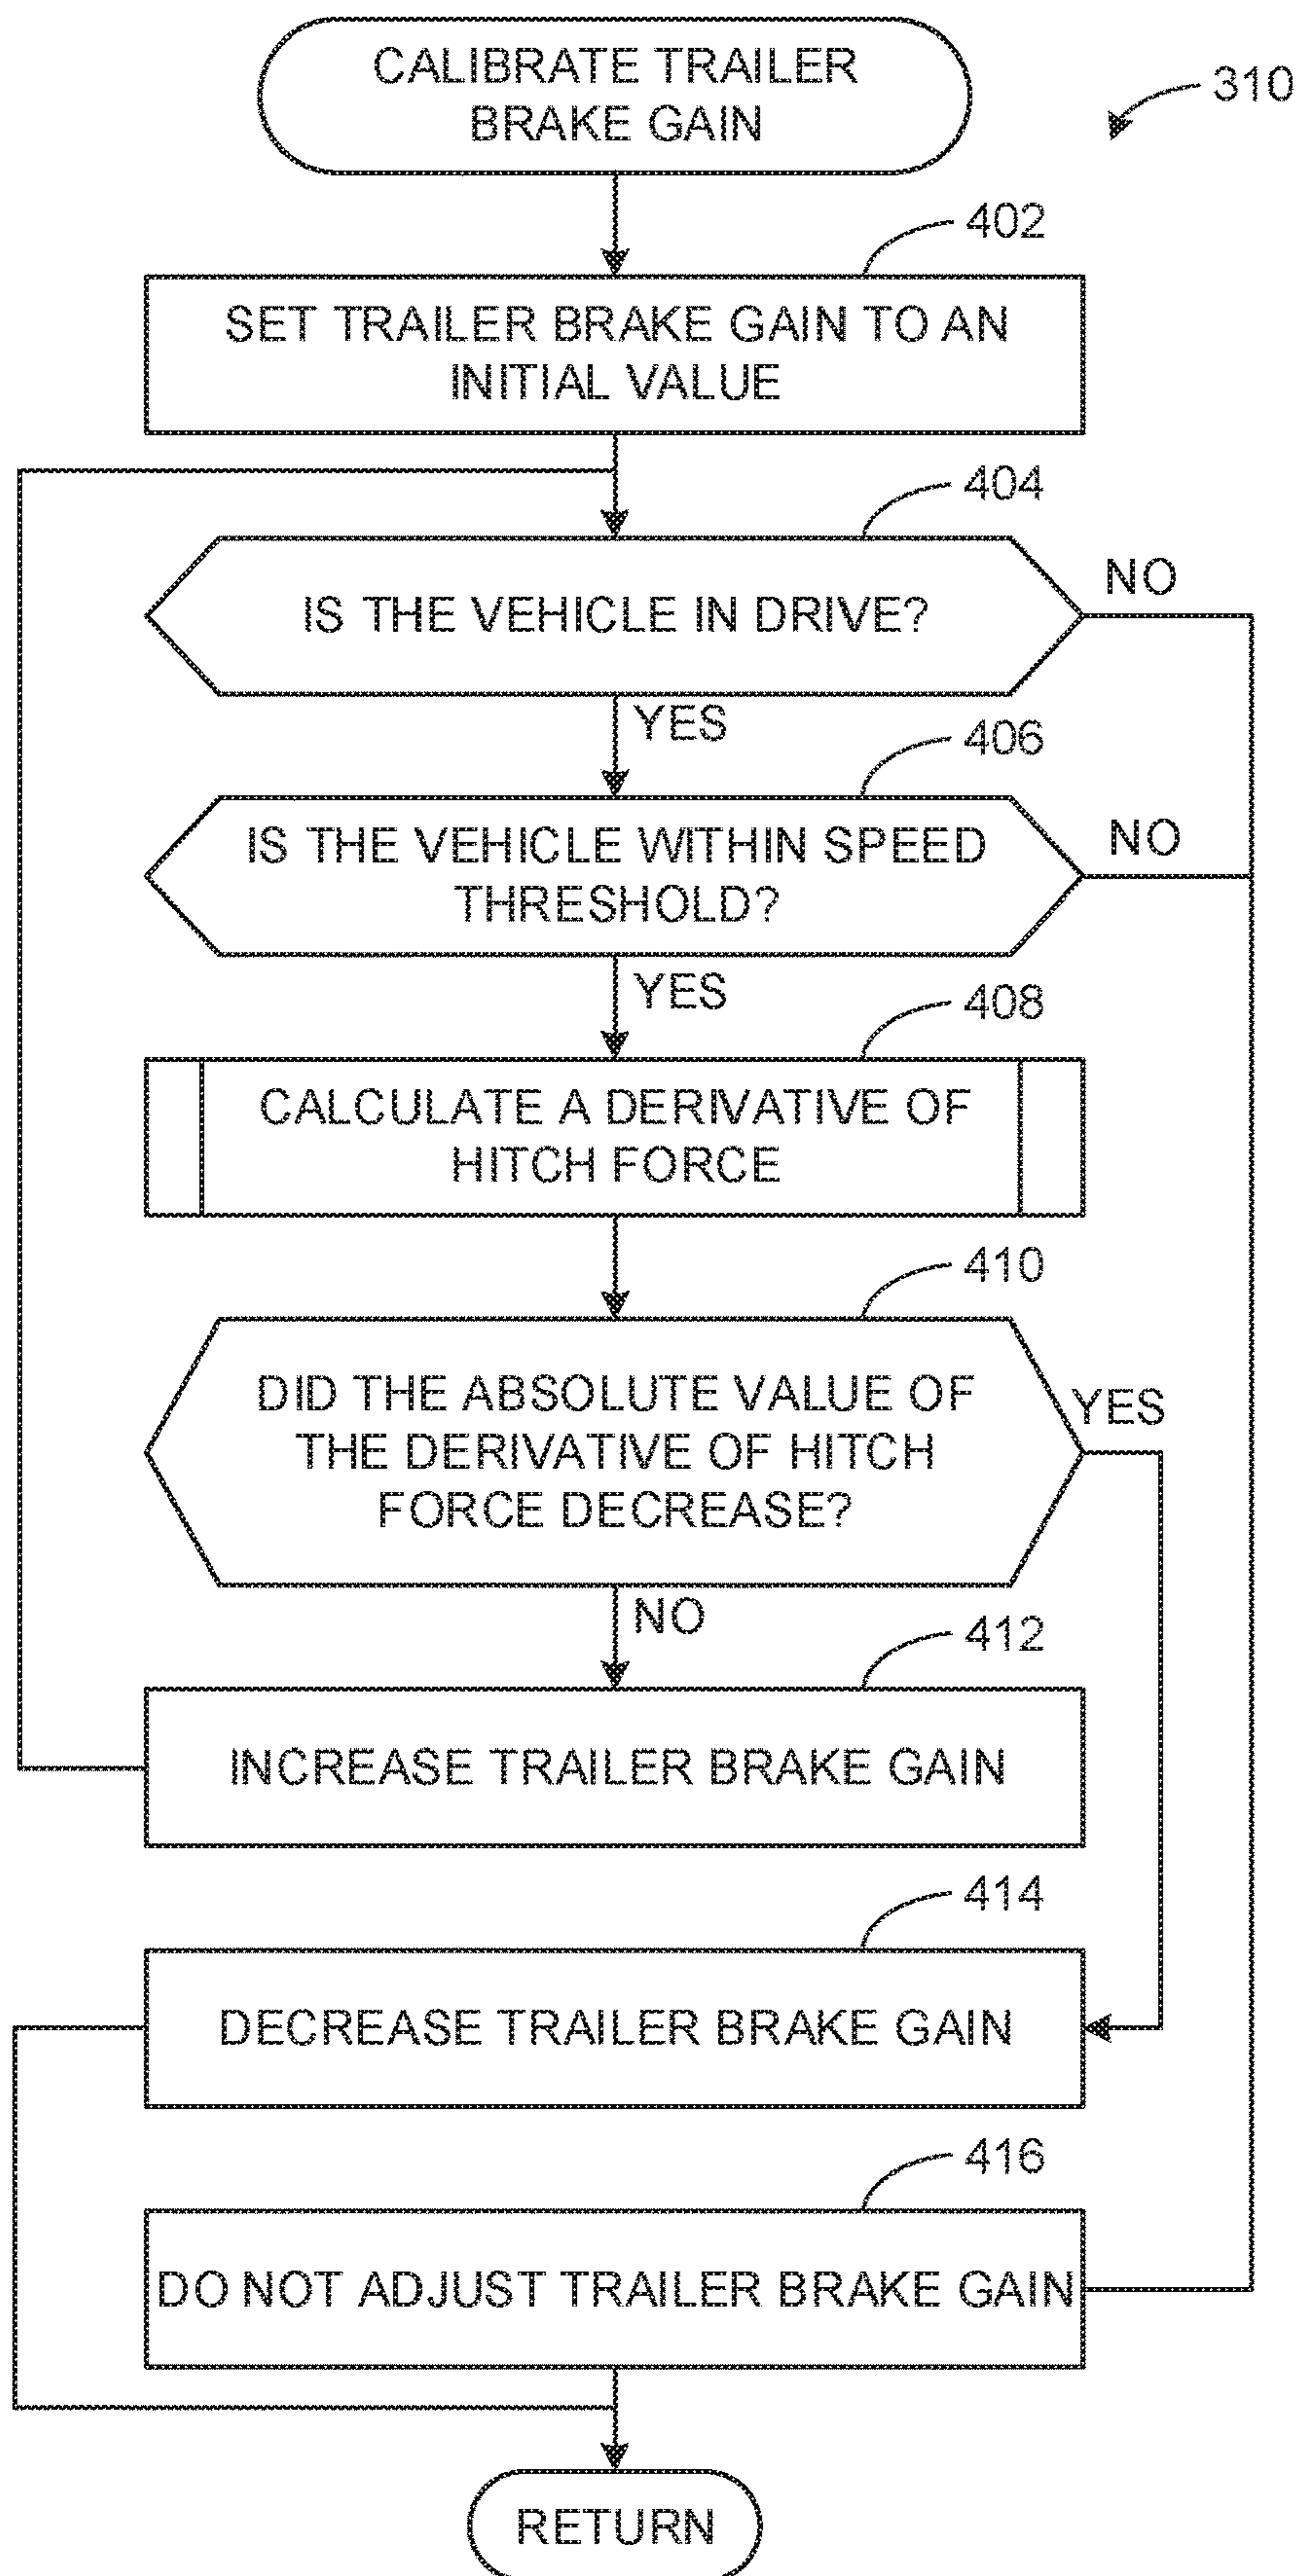 CALIBRATE TRAILER
BRAKE GAIN
310
402
SET TRAILER BRAKE GAIN TO AN
INITIAL VALUE
404
IS THE VEHICLE IN DRIVE?
NO
YES
406
IS THE VEHICLE WITHIN SPEED
THRESHOLD?
NO
YES
408
CALCULATE A DERIVATIVE OF
HITCH FORCE
410
DID THE ABSOLUTE VALUE OF
THE DERIVATIVE OF HITCH
FORCE DECREASE?
YES
NO
412
INCREASE TRAILER BRAKE GAIN
414
DECREASE TRAILER BRAKE GAIN
416
DO NOT ADJUST TRAILER BRAKE GAIN
RETURN